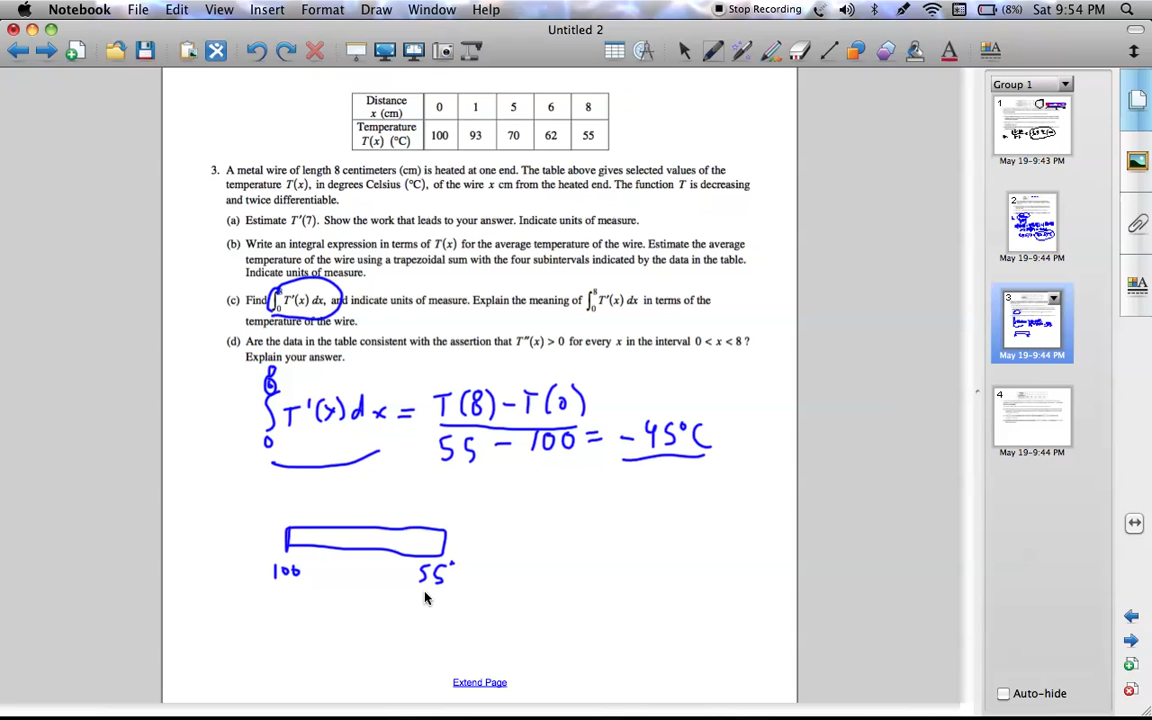 Notebook File Edit View Insert Format Draw Window Help Stop Recording (8%) Sat 9:54 PM
Untitled 2
Group 1
Distance x (cm) 0 1 5 6 8
Temperature T(x) (°C) 100 93 70 62 55
3. A metal wire of length 8 centimeters (cm) is heated at one end. The table above gives selected values of the
temperature T(x), in degrees Celsius (°C), of the wire x cm from the heated end. The function T is decreasing
and twice differentiable.
(a) Estimate T′(7). Show the work that leads to your answer. Indicate units of measure.
(b) Write an integral expression in terms of T(x) for the average temperature of the wire. Estimate the average
temperature of the wire using a trapezoidal sum with the four subintervals indicated by the data in the table.
Indicate units of measure.
(c) Find ∫₀⁸ T′(x) dx, and indicate units of measure. Explain the meaning of ∫₀⁸ T′(x) dx in terms of the
temperature of the wire.
(d) Are the data in the table consistent with the assertion that T″(x) > 0 for every x in the interval 0 < x < 8 ?
Explain your answer.
∫₀⁸ T'(x)dx = T(8) - T(0)
55 - 100 = -45°C
100 55°
Extend Page
1
May 19-9:43 PM
2
May 19-9:44 PM
3
May 19-9:44 PM
4
May 19-9:44 PM
Auto-hide